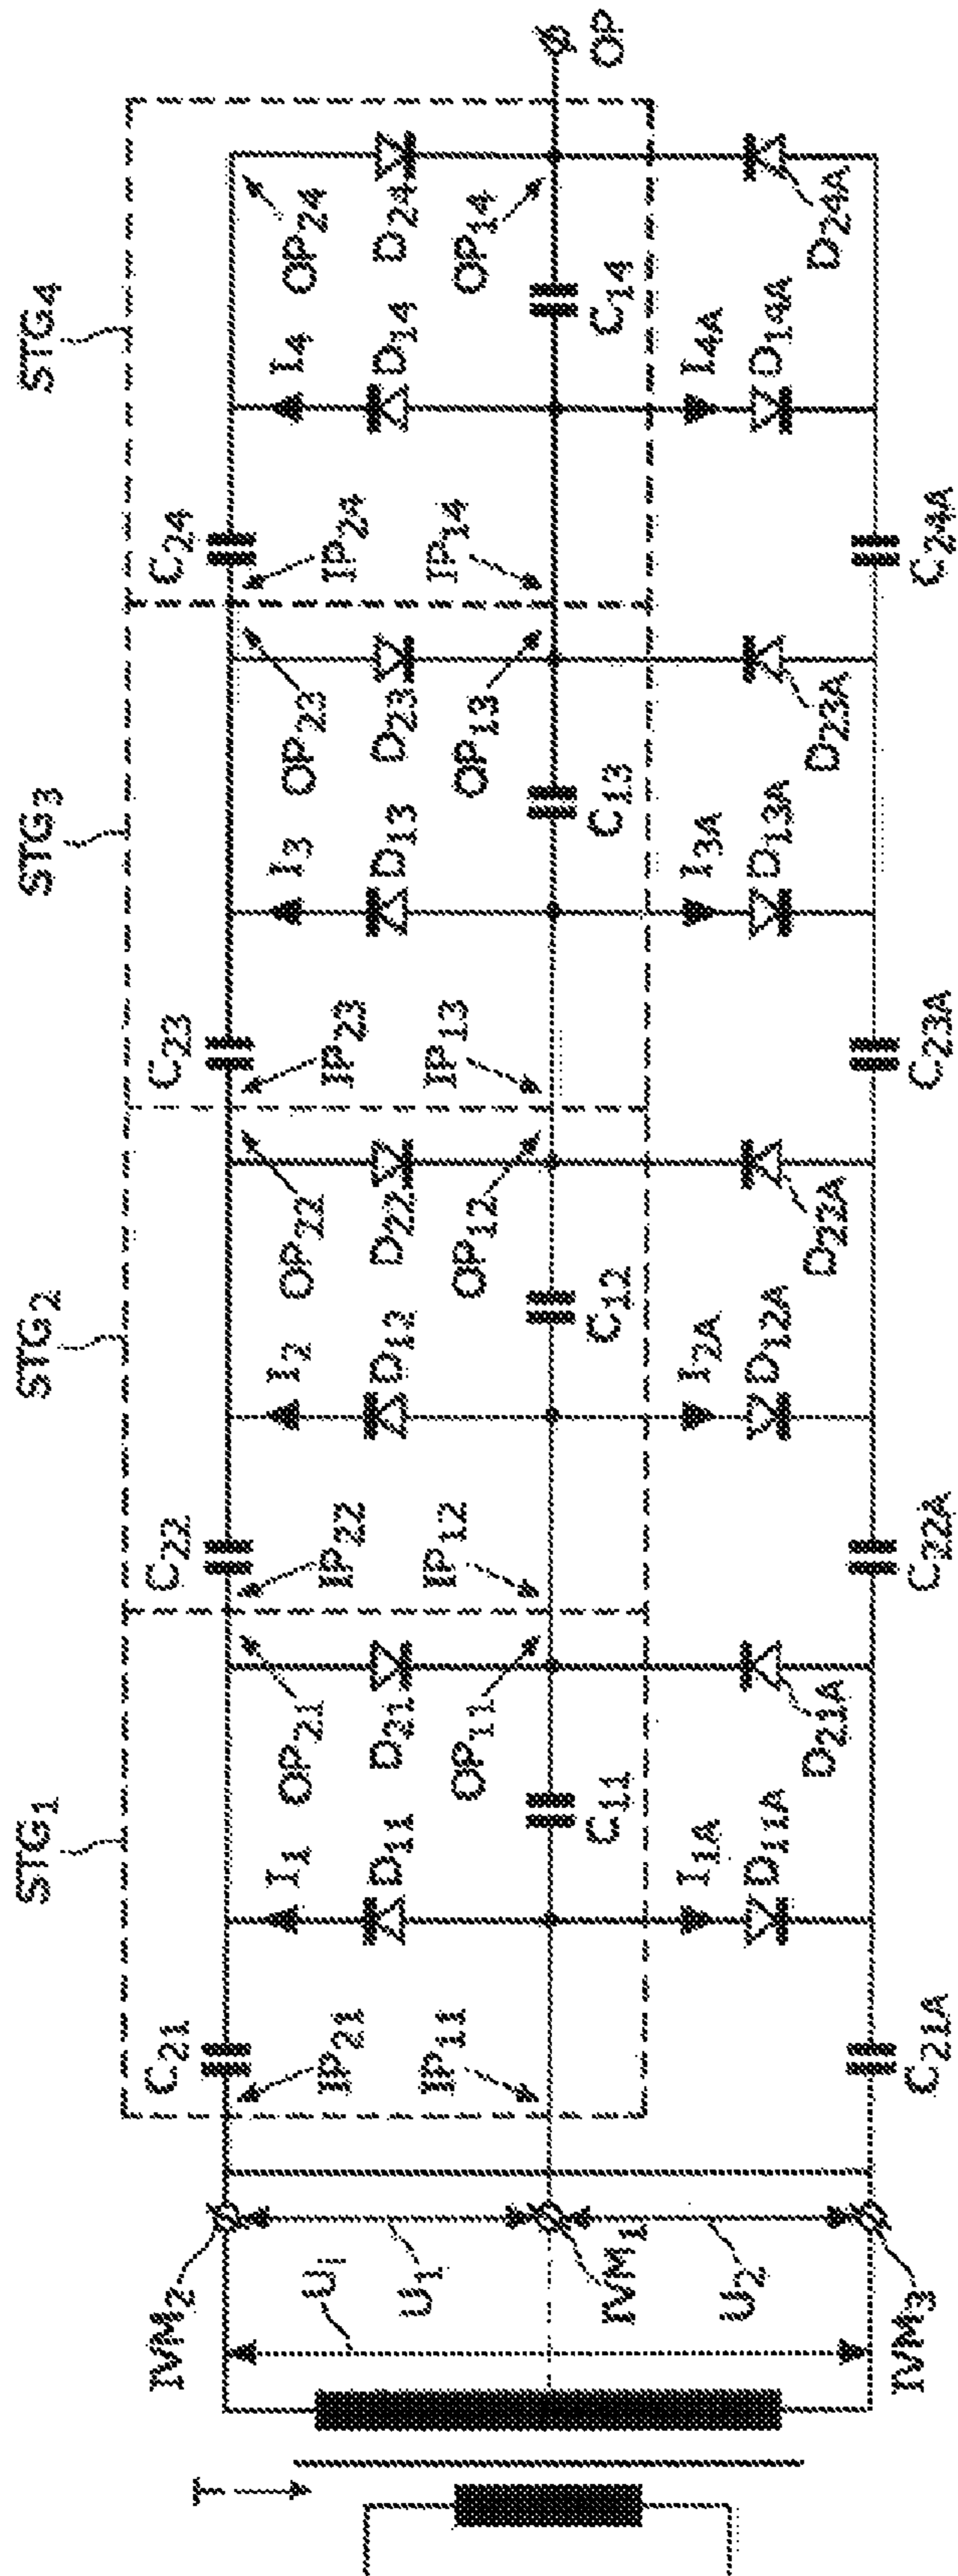 STG1
STG2
STG3
STG4
C21
C22
C23
C24
IP21
I1
OP21
IP22
I2
OP22
IP23
I3
OP23
IP24
I4
OP24
D11
D21
D12
D22
D13
D23
D14
D24
IP11
OP11
IP12
OP12
IP13
OP13
IP14
OP14
OP
C11
C12
C13
C14
I1A
I2A
I3A
I4A
D11A
D21A
D12A
D22A
D13A
D23A
D14A
D24A
C21A
C22A
C23A
C24A
T
IVM2
Ui
U1
IVM1
U2
IVM3